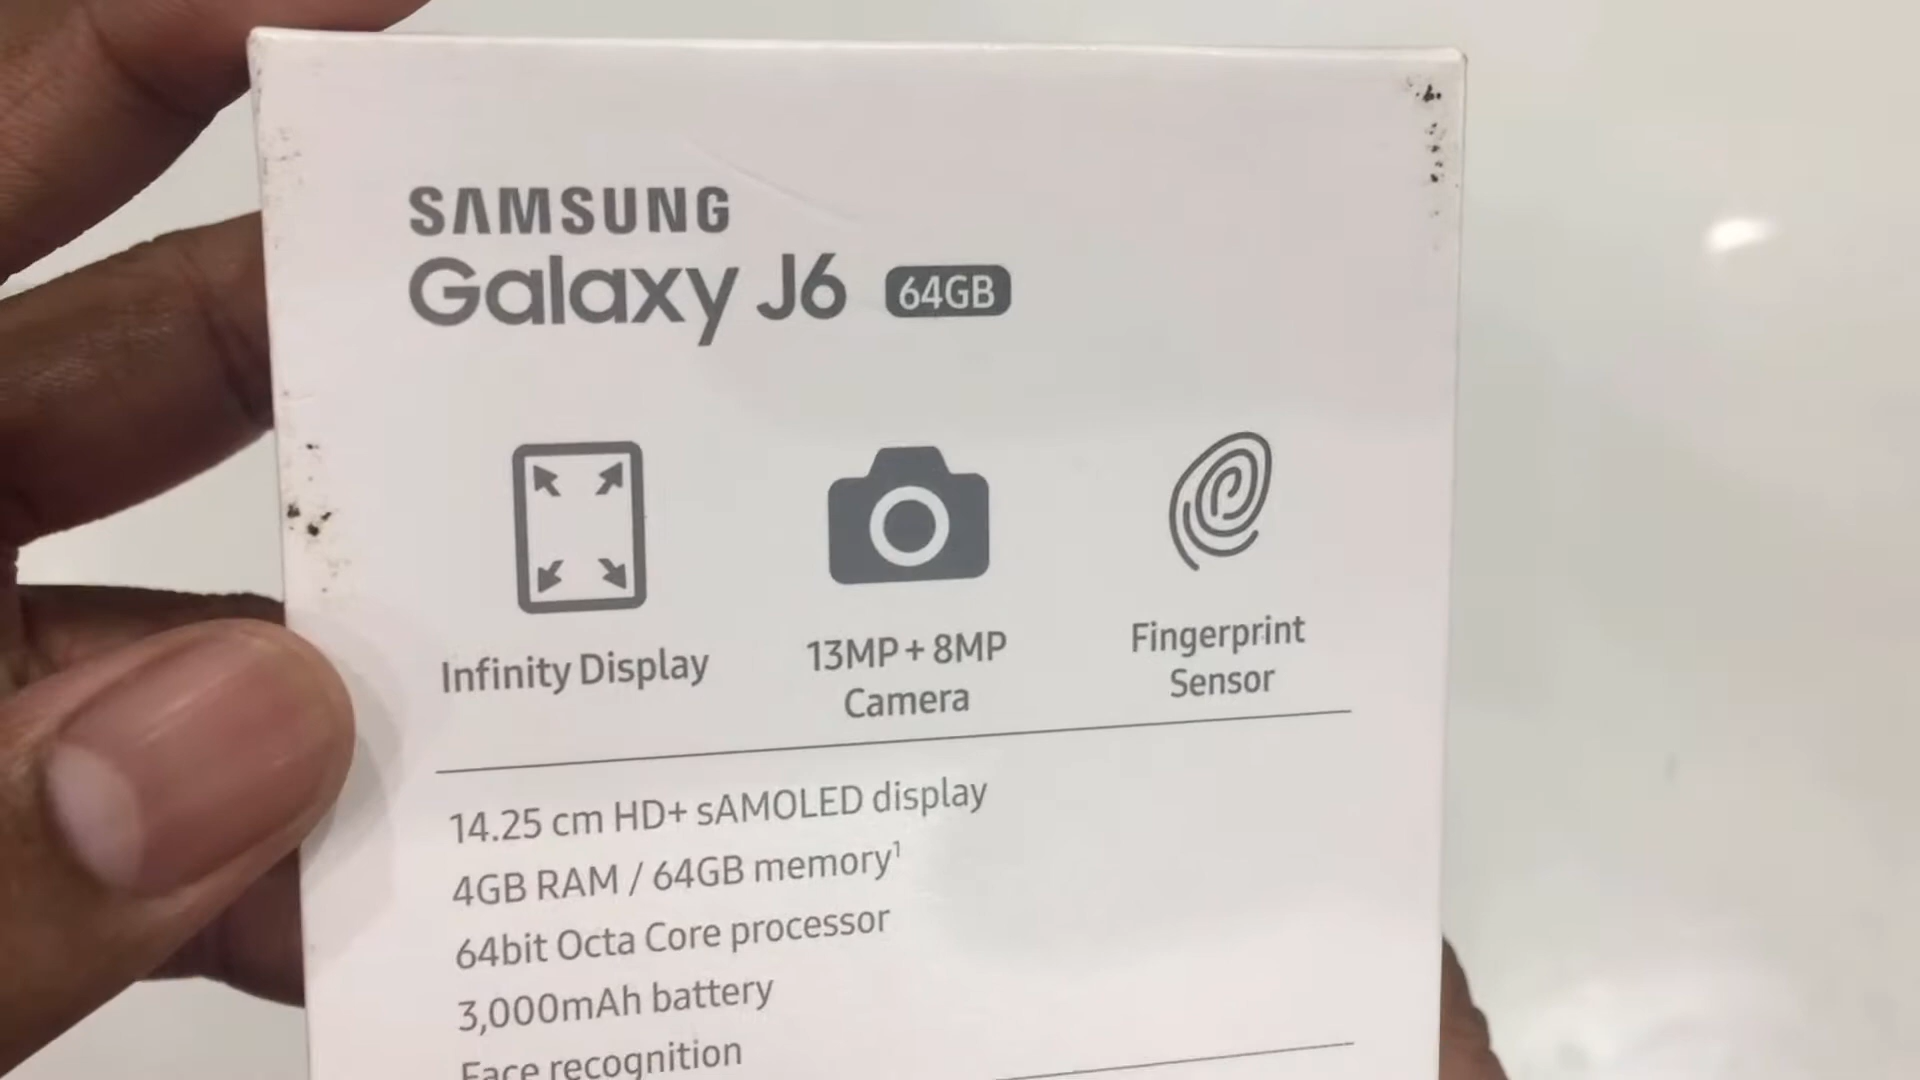 SAMSUNG
Galaxy J6 64GB
Infinity Display
13MP + 8MP
Camera
Fingerprint
Sensor
14.25 cm HD+ sAMOLED display
4GB RAM / 64GB memory¹
64bit Octa Core processor
3,000mAh battery
Face recognition